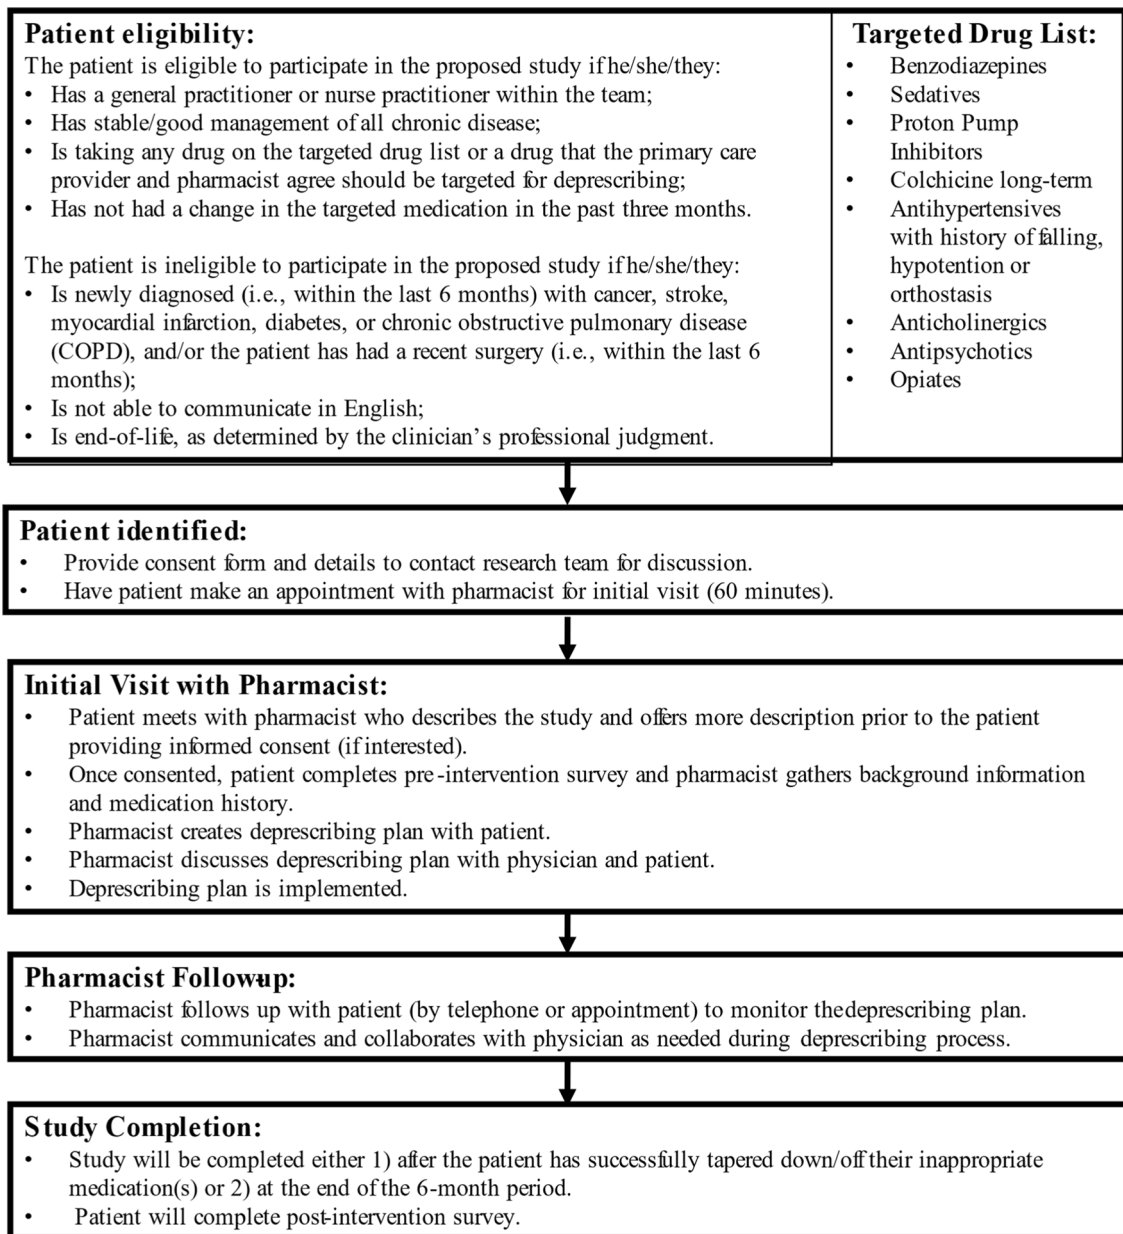 Patient eligibility:
The patient is eligible to participate in the proposed study if he/she/they:
• Has a general practitioner or nurse practitioner within the team;
• Has stable/good management of all chronic disease;
• Is taking any drug on the targeted drug list or a drug that the primary care
provider and pharmacist agree should be targeted for deprescribing;
• Has not had a change in the targeted medication in the past three months.
The patient is ineligible to participate in the proposed study if he/she/they:
• Is newly diagnosed (i.e., within the last 6 months) with cancer, stroke,
myocardial infarction, diabetes, or chronic obstructive pulmonary disease
(COPD), and/or the patient has had a recent surgery (i.e., within the last 6
months);
• Is not able to communicate in English;
• Is end-of-life, as determined by the clinician's professional judgment.
Targeted Drug List:
• Benzodiazepines
• Sedatives
• Proton Pump
Inhibitors
• Colchicine long-term
• Antihypertensives
with history of falling,
hypotention or
orthostasis
• Anticholinergics
• Antipsychotics
• Opiates
Patient identified:
• Provide consent form and details to contact research team for discussion.
• Have patient make an appointment with pharmacist for initial visit (60 minutes).
Initial Visit with Pharmacist:
• Patient meets with pharmacist who describes the study and offers more description prior to the patient
providing informed consent (if interested).
• Once consented, patient completes pre-intervention survey and pharmacist gathers background information
and medication history.
• Pharmacist creates deprescribing plan with patient.
• Pharmacist discusses deprescribing plan with physician and patient.
• Deprescribing plan is implemented.
Pharmacist Follow-up:
• Pharmacist follows up with patient (by telephone or appointment) to monitor the deprescribing plan.
• Pharmacist communicates and collaborates with physician as needed during deprescribing process.
Study Completion:
• Study will be completed either 1) after the patient has successfully tapered down/off their inappropriate
medication(s) or 2) at the end of the 6-month period.
• Patient will complete post-intervention survey.